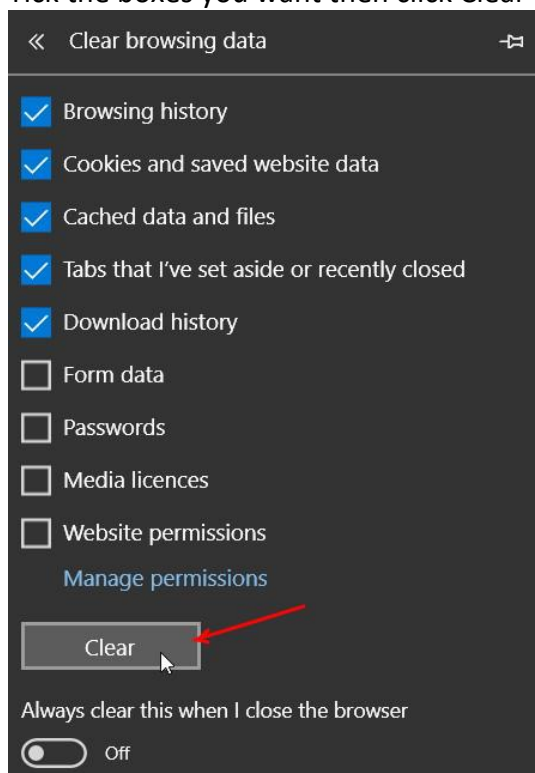 Tick the boxes you want then click Clear
Clear browsing data
Browsing history
Cookies and saved website data
Cached data and files
Tabs that I've set aside or recently closed
Download history
Form data
Passwords
Media licences
Website permissions
Manage permissions
Clear
Always clear this when I close the browser
Off